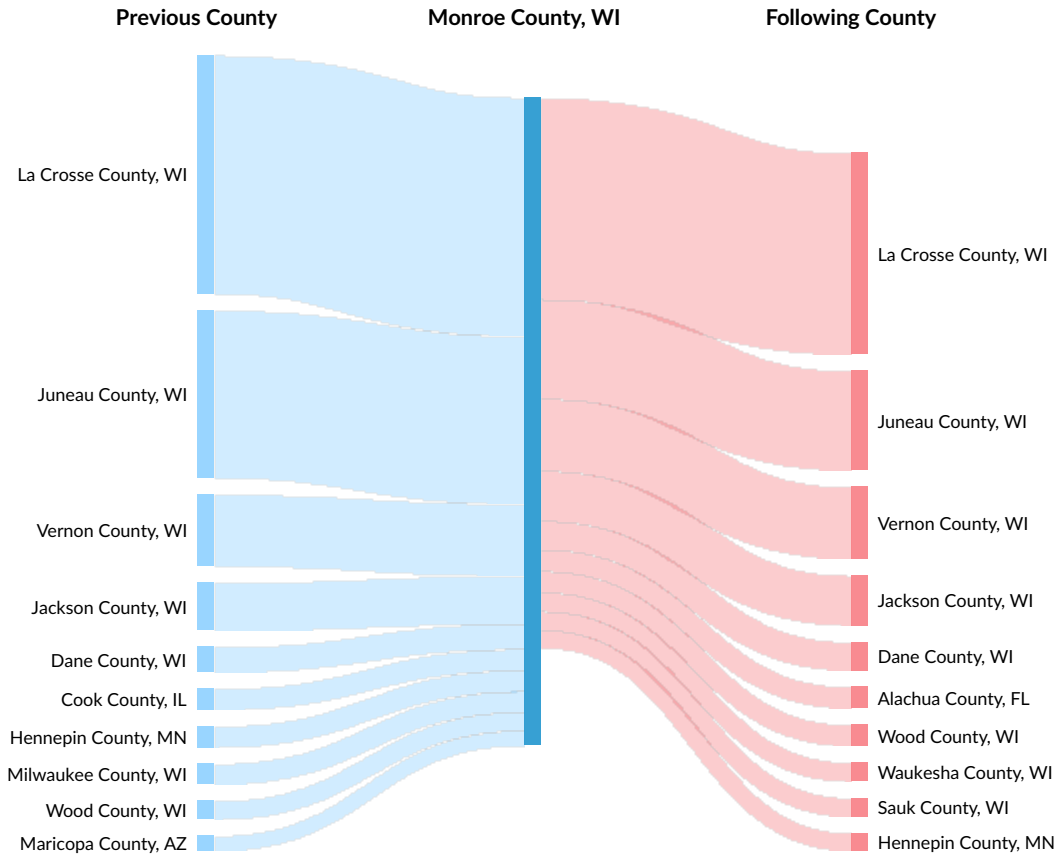 Previous County
Monroe County, WI
Following County
La Crosse County, WI
Juneau County, WI
Vernon County, WI
Jackson County, WI
Dane County, WI
Cook County, IL
Hennepin County, MN
Milwaukee County, WI
Wood County, WI
Maricopa County, AZ
La Crosse County, WI
Juneau County, WI
Vernon County, WI
Jackson County, WI
Dane County, WI
Alachua County, FL
Wood County, WI
Waukesha County, WI
Sauk County, WI
Hennepin County, MN